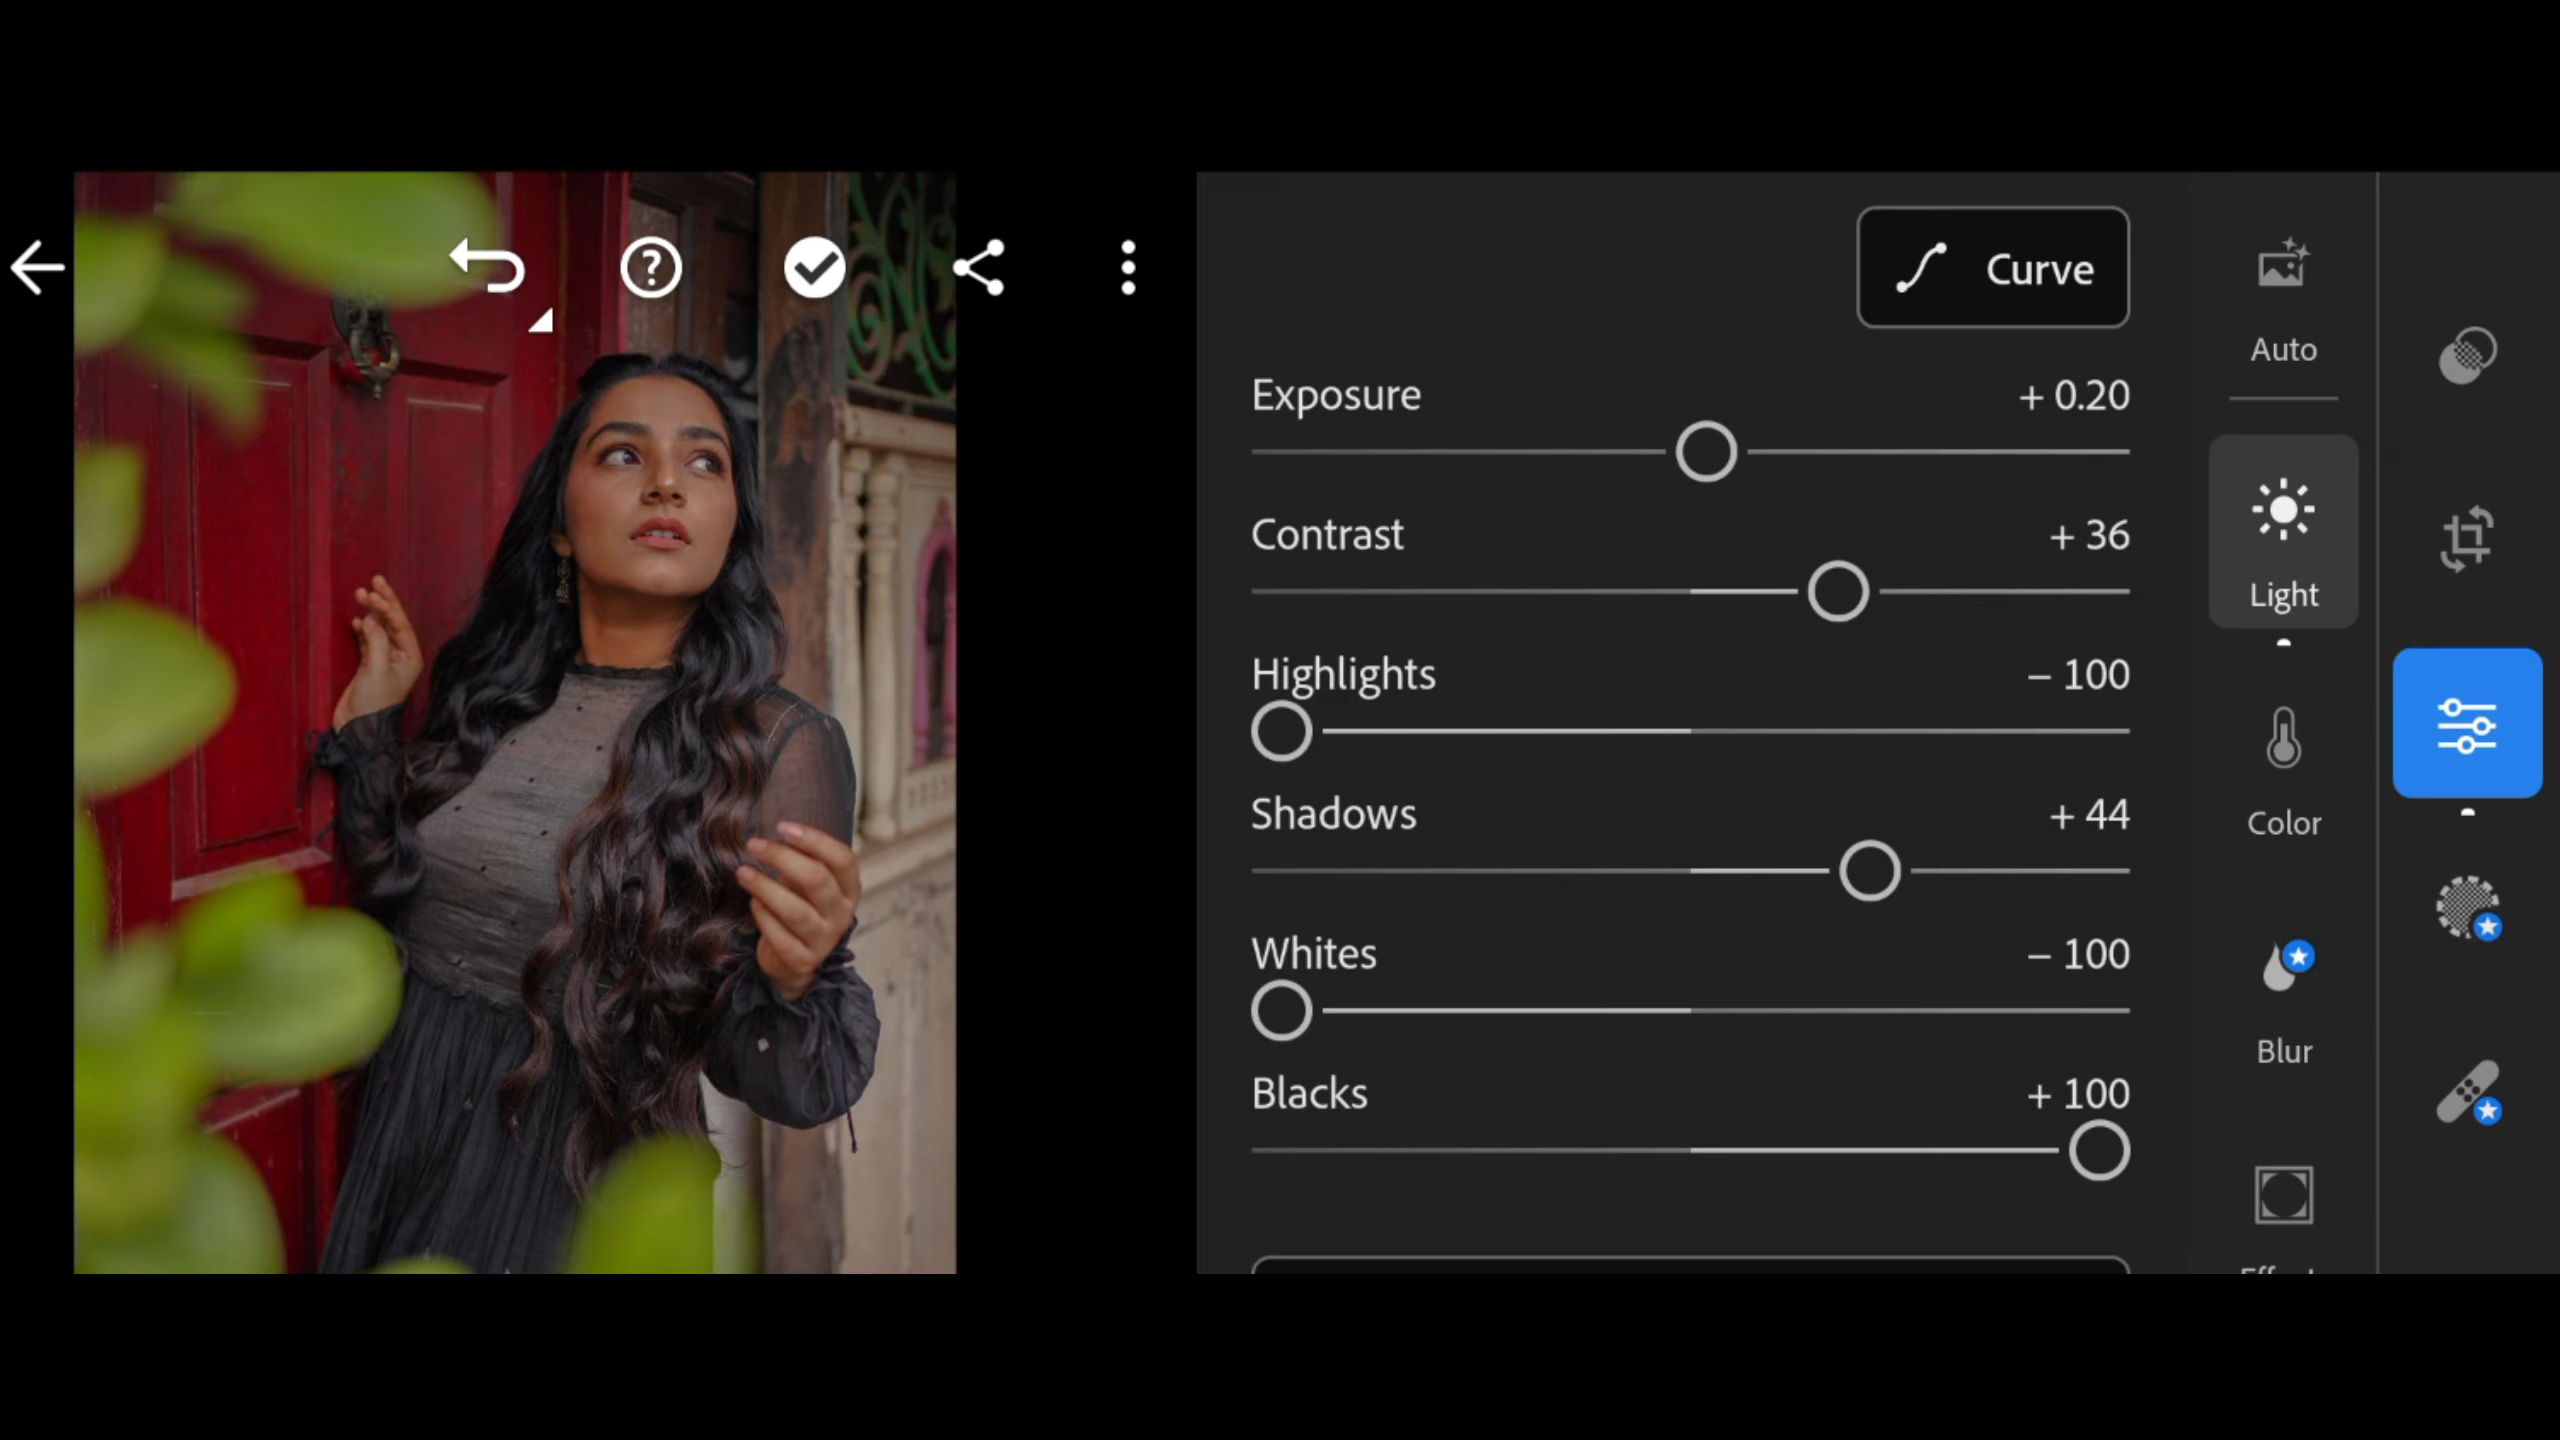 Curve
Auto
Exposure + 0.20
Contrast + 36
Light
Highlights – 100
Shadows + 44
Color
Whites – 100
Blur
Blacks + 100